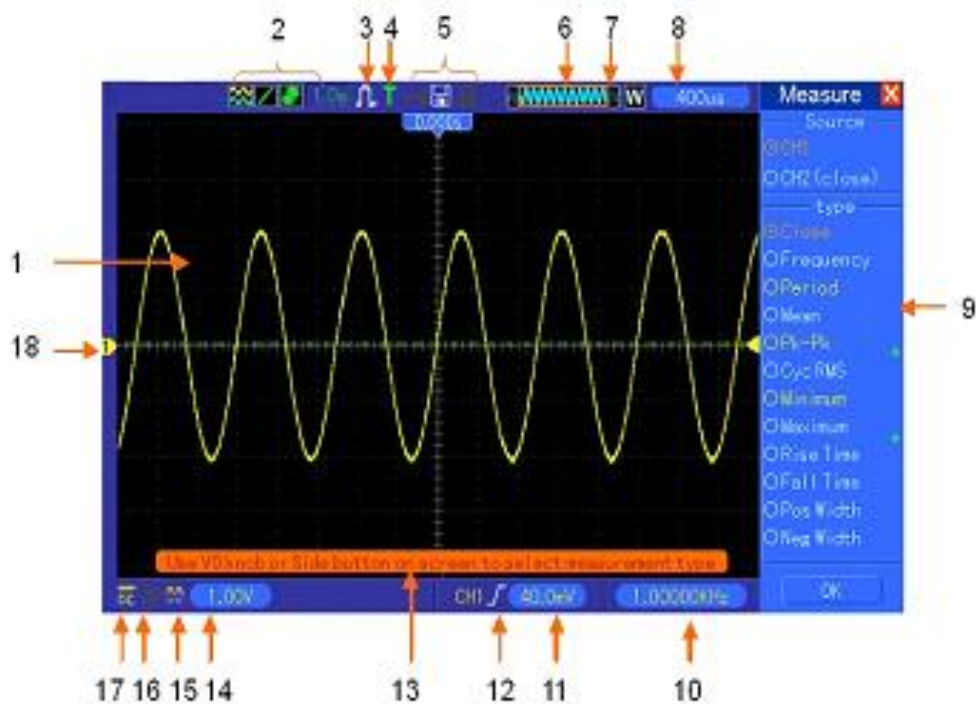 2 3 4 5 6 7 8
T W 400us
Measure X
Source
CH1
CH2(close)
type
Close
Frequency
Period
Mean
Pk-Pk
Cyc RMS
Minimum
Maximum
Rise Time
Fall Time
Pos Width
Neg Width
OK
1
18
1
9
Use V0 knob or Side button on screen to select measurement type
DC 1.00V CH1 40.0mV 1.00000KHz
17 16 15 14 13 12 11 10